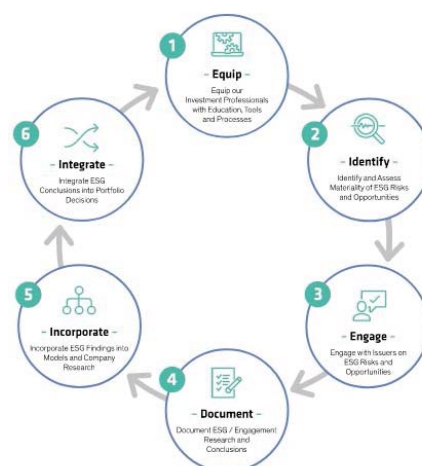 1
- Equip -
Equip our
Investment Professionals
with Education, Tools
and Processes
2
- Identify -
Identify and Assess
Materiality of ESG Risks
and Opportunities
3
- Engage -
Engage with Issuers on
ESG Risks and
Opportunities
4
- Document -
Document ESG / Engagement
Research and
Conclusions
5
- Incorporate -
Incorporate ESG Findings into
Models and Company
Research
6
- Integrate -
Integrate ESG
Conclusions into Portfolio
Decisions